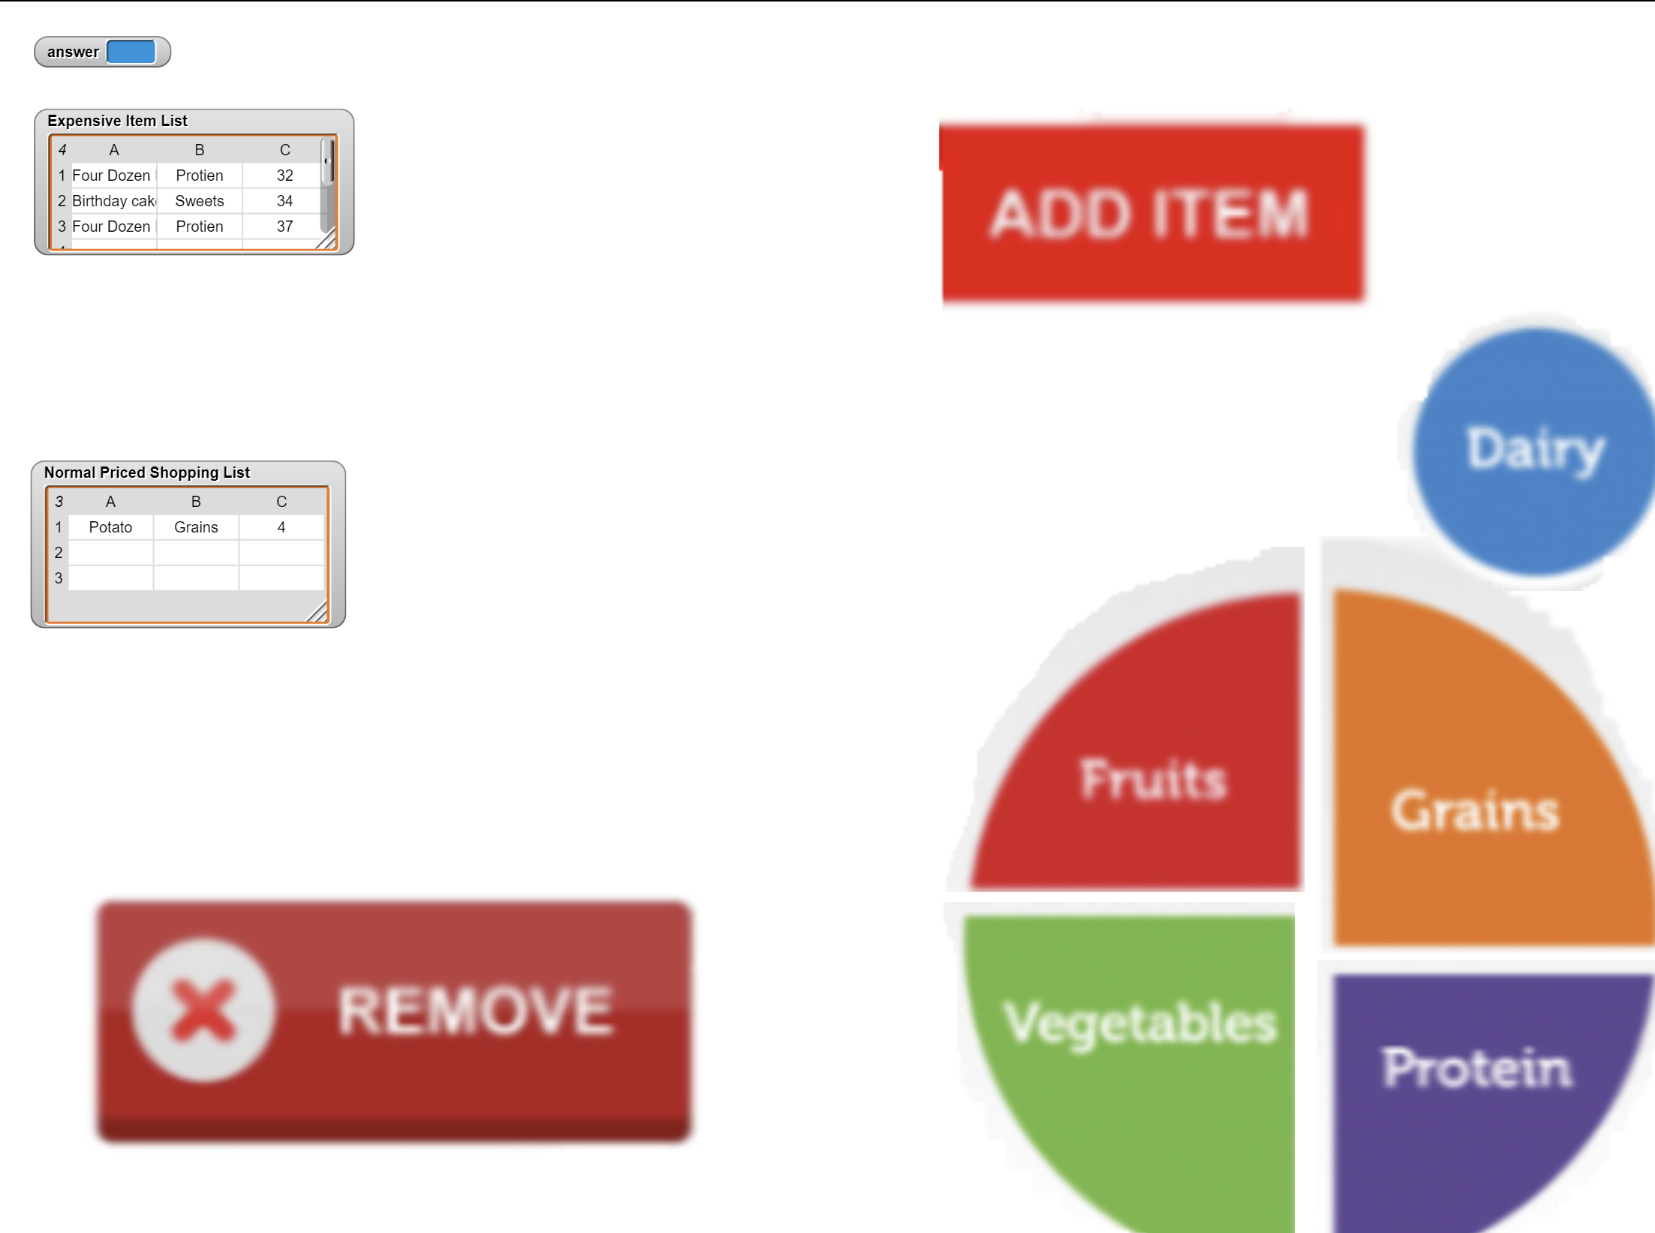 answer
Expensive Item List
4 A B C
1 Four Dozen Protien 32
2 Birthday cak Sweets 34
3 Four Dozen Protien 37
ADD ITEM
Dairy
Normal Priced Shopping List
3 A B C
1 Potato Grains 4
2
3
Fruits
Grains
REMOVE
Vegetables
Protein